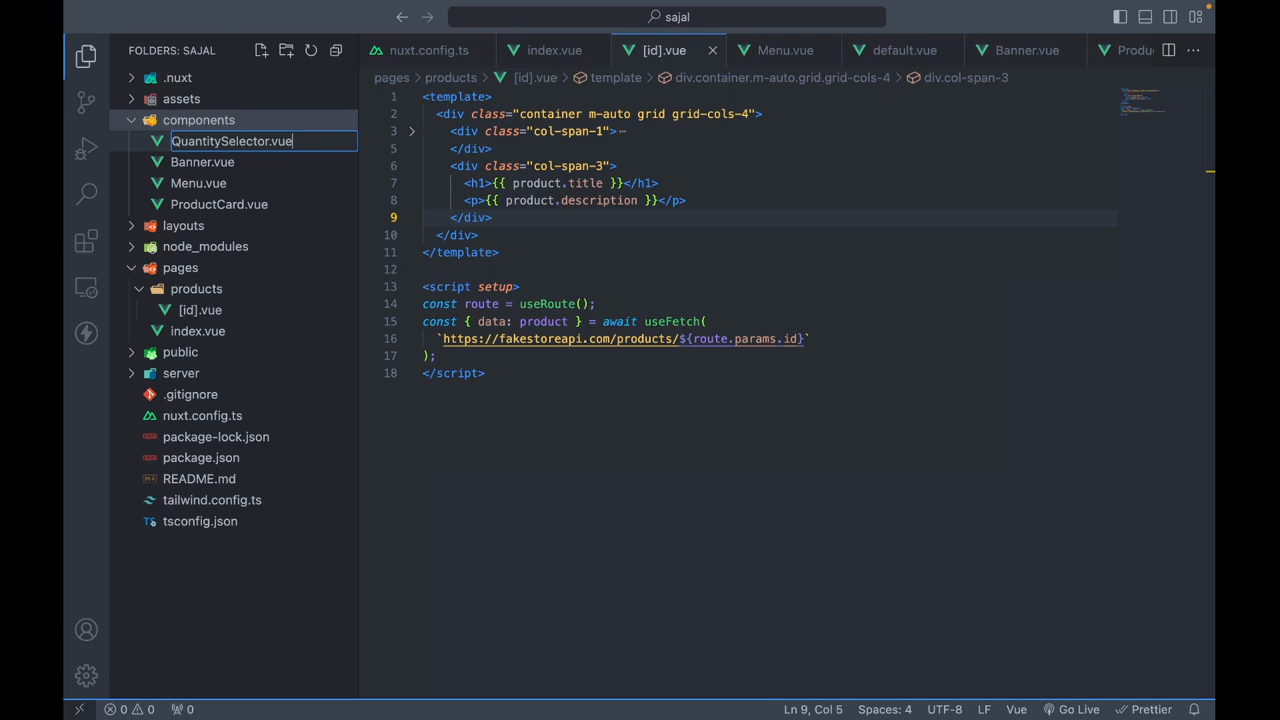 sajal
FOLDERS: SAJAL
nuxt.config.ts
index.vue
[id].vue
Menu.vue
default.vue
Banner.vue
Produ
pages > products > [id].vue > template > div.container.m-auto.grid.grid-cols-4 > div.col-span-3
.nuxt
assets
components
QuantitySelector.vue
Banner.vue
Menu.vue
ProductCard.vue
layouts
node_modules
pages
products
[id].vue
index.vue
public
server
.gitignore
nuxt.config.ts
package-lock.json
package.json
README.md
tailwind.config.ts
TS tsconfig.json
1 <template>
2 <div class="container m-auto grid grid-cols-4">
3 <div class="col-span-1">…
5 </div>
6 <div class="col-span-3">
7 <h1>{{ product.title }}</h1>
8 <p>{{ product.description }}</p>
9 </div>
10 </div>
11 </template>
12
13 <script setup>
14 const route = useRoute();
15 const { data: product } = await useFetch(
16 `https://fakestoreapi.com/products/${route.params.id}`
17 );
18 </script>
0 0 0
Ln 9, Col 5 Spaces: 4 UTF-8 LF Vue Go Live Prettier